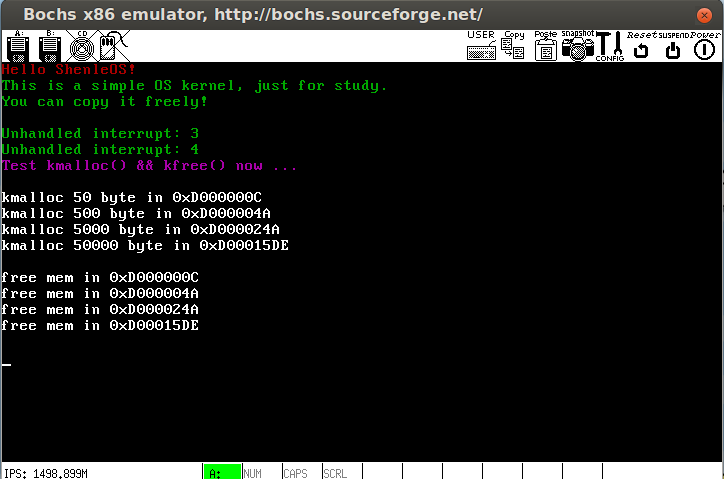 Bochs x86 emulator, http://bochs.sourceforge.net/
A: B: CD USER Copy Paste snapshot CONFIG Reset SUSPEND Power
Hello ShenleOS!
This is a simple OS kernel, just for study.
You can copy it freely!
Unhandled interrupt: 3
Unhandled interrupt: 4
Test kmalloc() && kfree() now ...
kmalloc 50 byte in 0xD000000C
kmalloc 500 byte in 0xD000004A
kmalloc 5000 byte in 0xD000024A
kmalloc 50000 byte in 0xD00015DE
free mem in 0xD000000C
free mem in 0xD000004A
free mem in 0xD000024A
free mem in 0xD00015DE
IPS: 1498.899M A: NUM CAPS SCRL